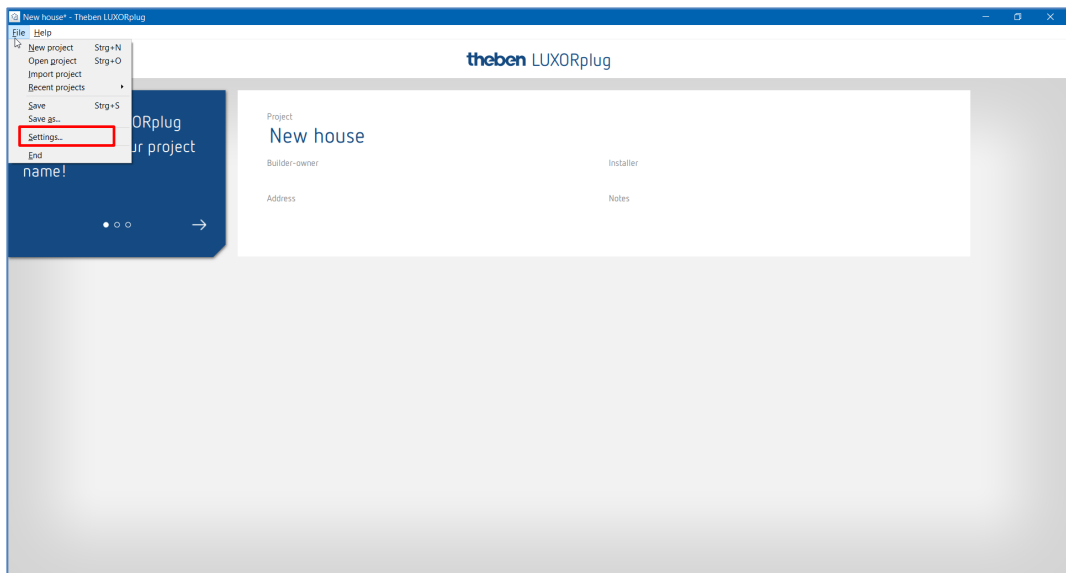 New house* - Theben LUXORplug
File Help
theben LUXORplug
New project Strg+N
Open project Strg+O
Import project
Recent projects
Save Strg+S
Save as...
Settings...
End
ORplug
ur project
name!
Project
New house
Builder-owner
Installer
Address
Notes